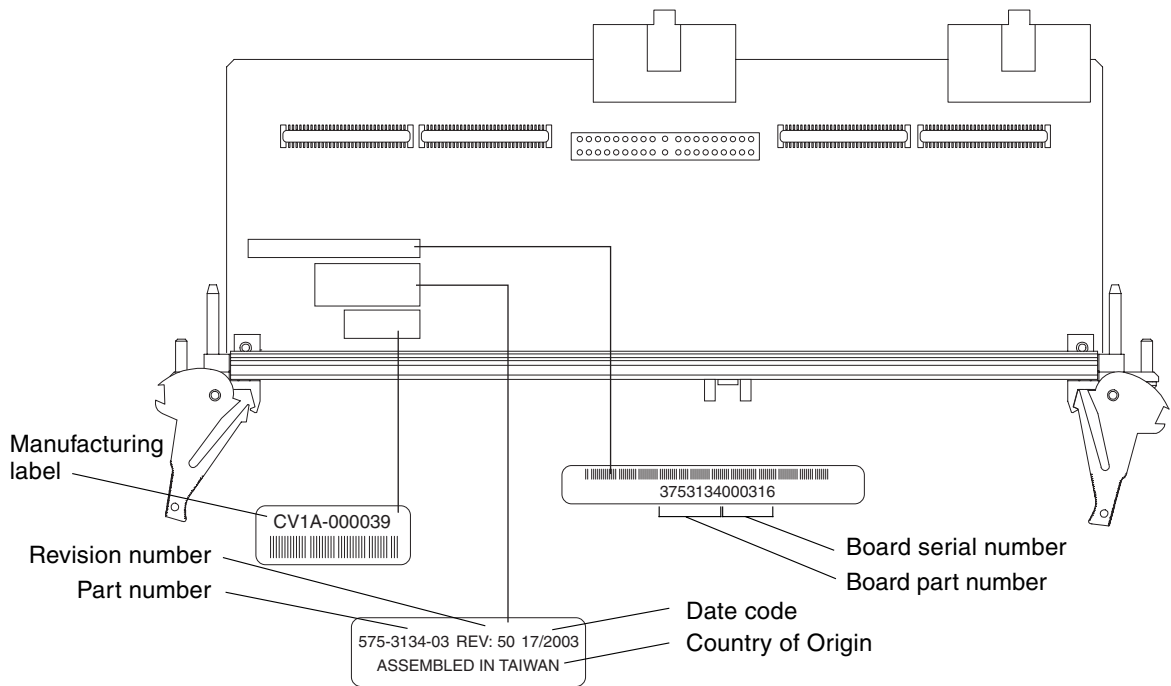 Manufacturing
label
CV1A-000039
3753134000316
Board serial number
Board part number
Revision number
Part number
575-3134-03 REV: 50 17/2003
ASSEMBLED IN TAIWAN
Date code
Country of Origin